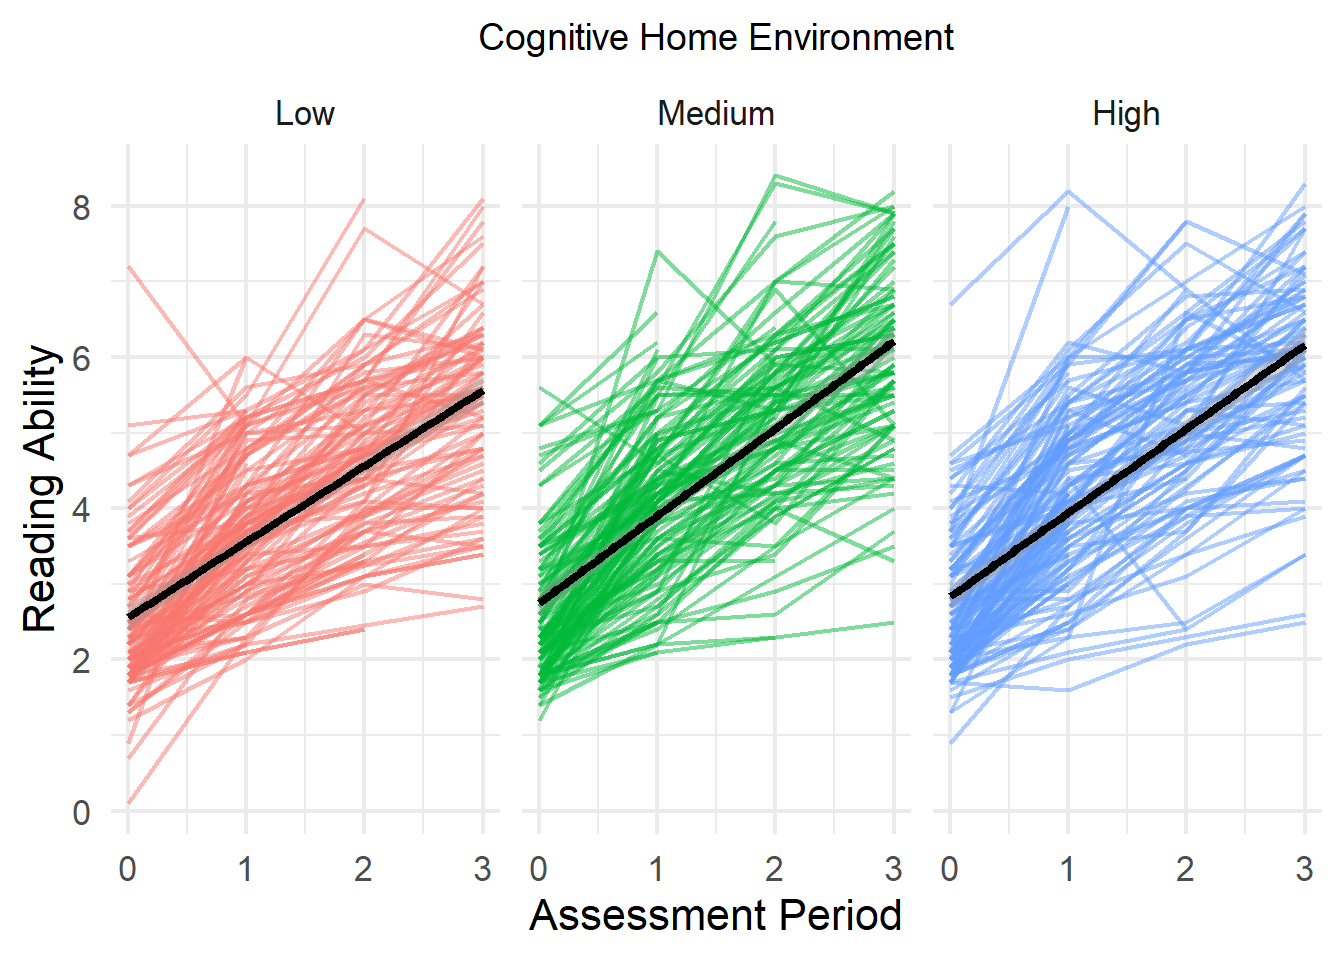 Cognitive Home Environment
Low Medium High
Reading Ability
8
6
4
2
0
0 1 2 3 0 1 2 3 0 1 2 3
Assessment Period